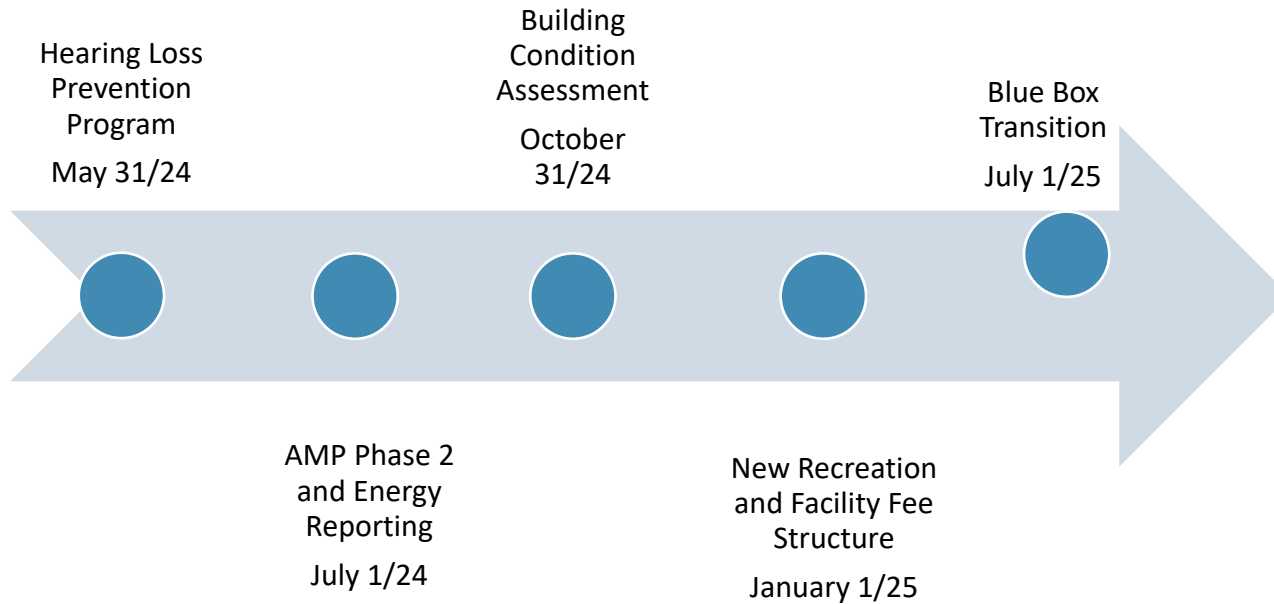 Hearing Loss
Prevention
Program
May 31/24
AMP Phase 2
and Energy
Reporting
July 1/24
Building
Condition
Assessment
October
31/24
New Recreation
and Facility Fee
Structure
January 1/25
Blue Box
Transition
July 1/25